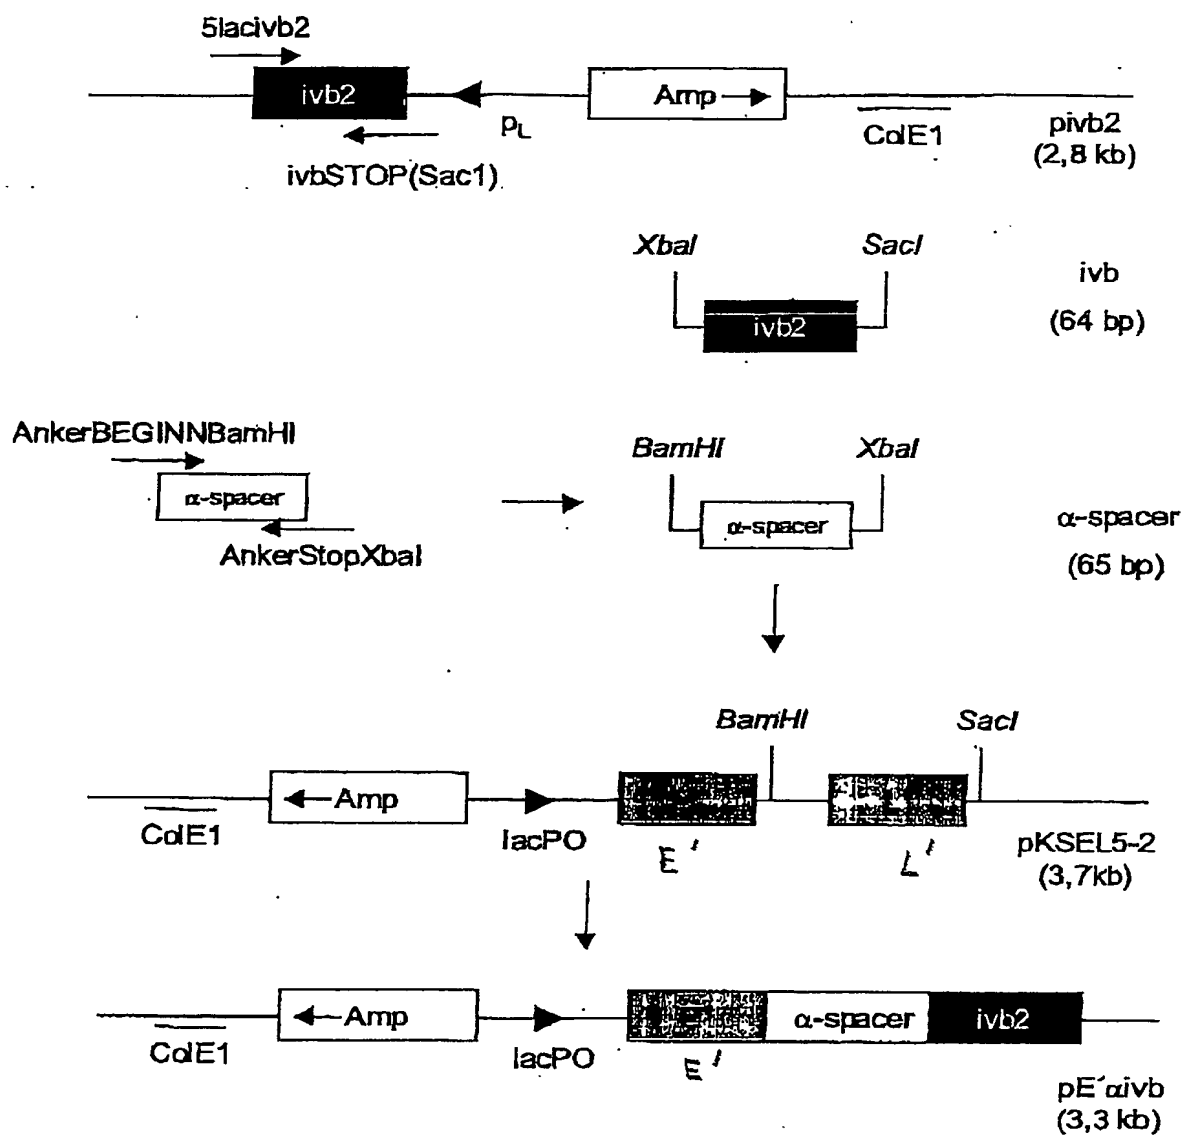 5lacivb2
ivb2
Amp
pL
ColE1
pivb2
(2,8 kb)
ivbSTOP(Sac1)
XbaI
SacI
ivb
ivb2
(64 bp)
AnkerBEGINNBamHI
BamHI
XbaI
α-spacer
α-spacer
α-spacer
AnkerStopXbaI
(65 bp)
BamHI
SacI
Amp
ColE1
lacPO
E'
L'
pKSEL5-2
(3,7kb)
Amp
α-spacer
ivb2
ColE1
lacPO
E'
pE´αivb
(3,3 kb)